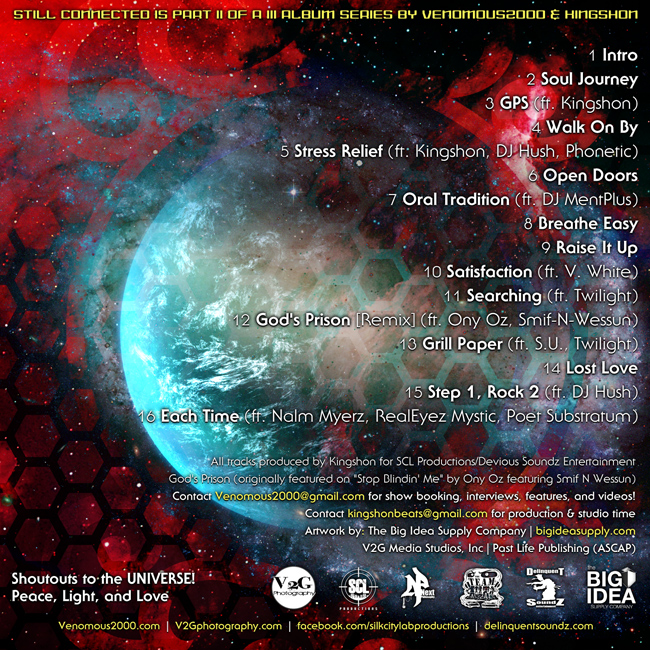 STILL CONNECTED IS PART II OF A III ALBUM SERIES BY VENOMOUS2000 & KINGSHON
1 Intro
2 Soul Journey
3 GPS (ft. Kingshon)
4 Walk On By
5 Stress Relief (ft. Kingshon, DJ Hush, Phonetic)
6 Open Doors
7 Oral Tradition (ft. DJ MentPlus)
8 Breathe Easy
9 Raise It Up
10 Satisfaction (ft. V. White)
11 Searching (ft. Twilight)
12 God's Prison [Remix] (ft. Ony Oz, Smif-N-Wessun)
13 Grill Paper (ft. S.U., Twilight)
14 Lost Love
15 Step 1, Rock 2 (ft. DJ Hush)
16 Each Time (ft. Nalm Myerz, RealEyez Mystic, Poet Substratum)
All tracks produced by Kingshon for SCL Productions/Devious Soundz Entertainment
God's Prison (originally featured on "Stop Blindin' Me" by Ony Oz featuring Smif N Wessun)
Contact Venomous2000@gmail.com for show booking, interviews, features, and videos!
Contact kingshonbeats@gmail.com for production & studio time
Artwork by: The Big Idea Supply Company | bigideasupply.com
V2G Media Studios, Inc | Past Life Publishing (ASCAP)
Shoutouts to the UNIVERSE!
Peace, Light, and Love
V2G
Photography
SCL
PRODUCTIONS
Next
DelinquenT
SoundZ
the
BIG
IDEA
SUPPLY COMPANY
Venomous2000.com | V2Gphotography.com | facebook.com/silkcitylabproductions | delinquentsoundz.com